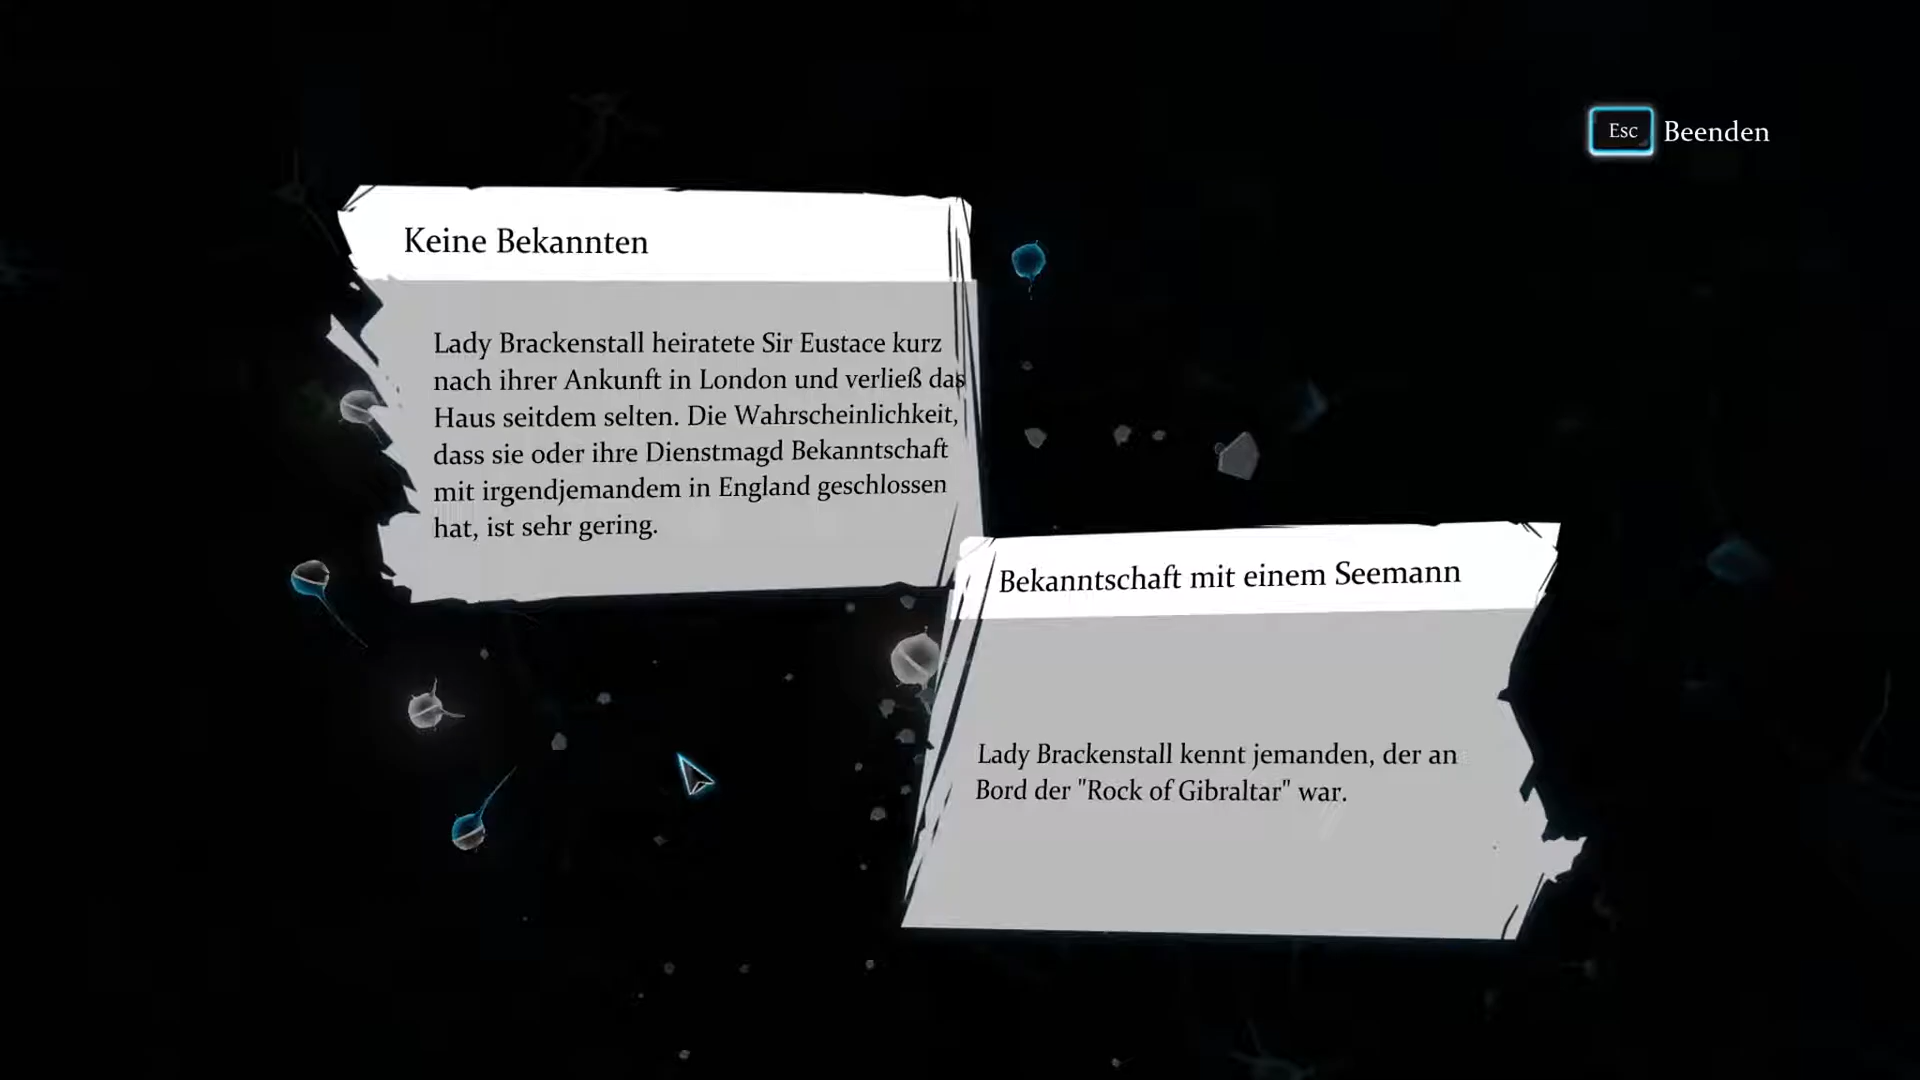 Esc Beenden
Keine Bekannten
Lady Brackenstall heiratete Sir Eustace kurz
nach ihrer Ankunft in London und verließ das
Haus seitdem selten. Die Wahrscheinlichkeit,
dass sie oder ihre Dienstmagd Bekanntschaft
mit irgendjemandem in England geschlossen
hat, ist sehr gering.
Bekanntschaft mit einem Seemann
Lady Brackenstall kennt jemanden, der an
Bord der "Rock of Gibraltar" war.